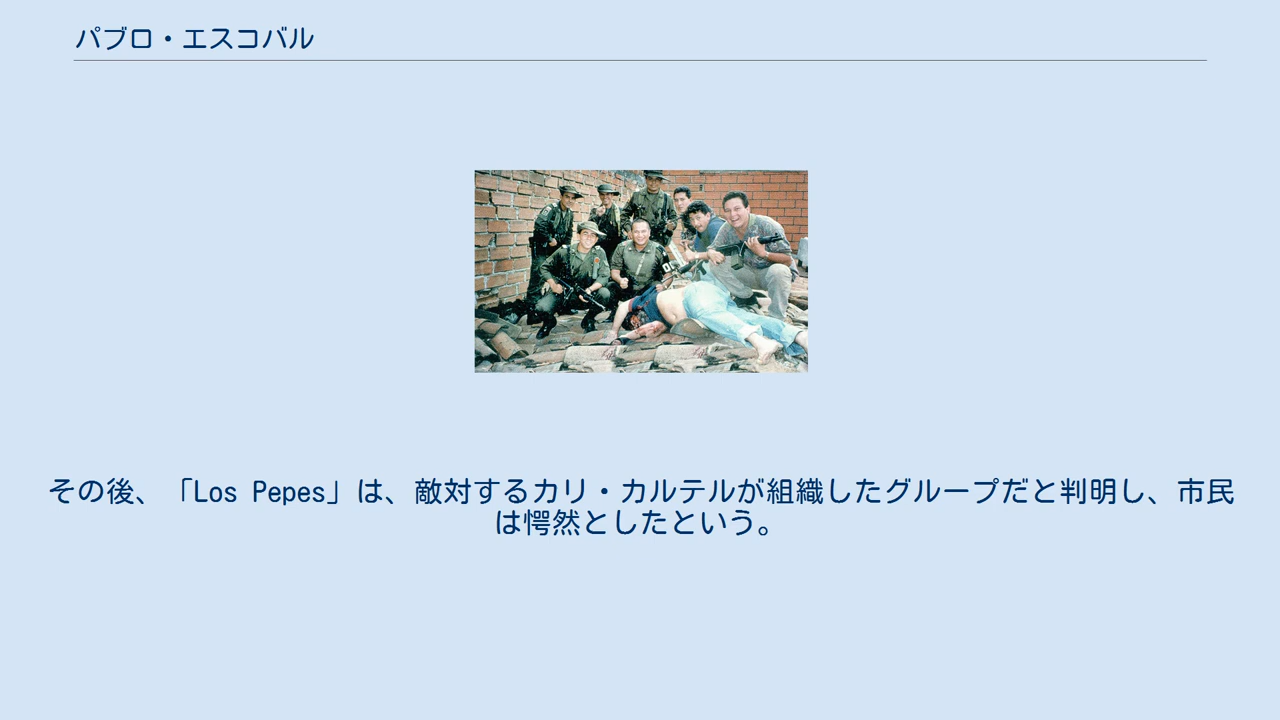 パブロ・エスコバル
その後、「Los Pepes」は、敵対するカリ・カルテルが組織したグループだと判明し、市民
は愕然としたという。